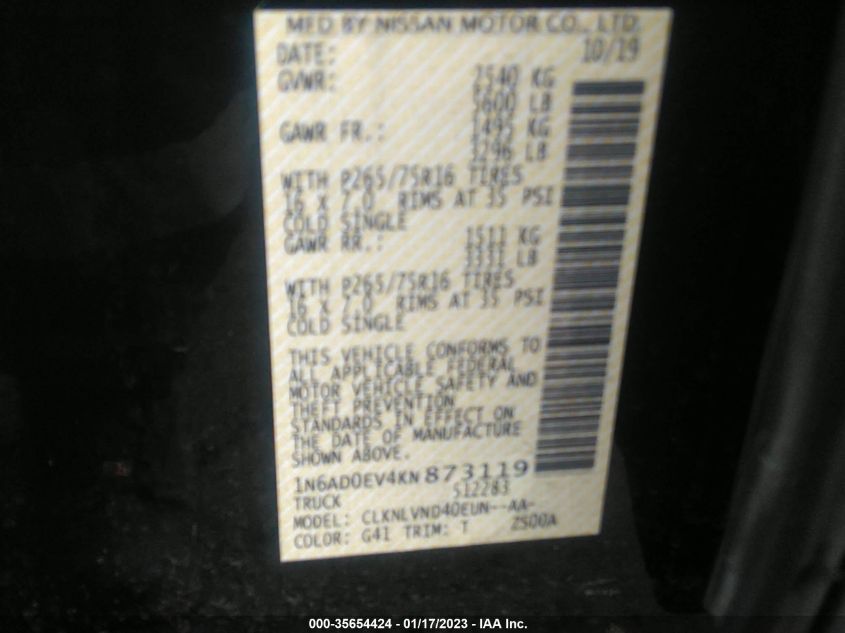 MFD BY NISSAN MOTOR CO., LTD.
DATE: 10/19
GVWR: 2540 KG
5600 LB
GAWR FR.: 1495 KG
3296 LB
WITH P265/75R16 TIRES
16 X 7.0 RIMS AT 35 PSI
COLD SINGLE
GAWR RR.: 1511 KG
3331 LB
WITH P265/75R16 TIRES
16 X 7.0 RIMS AT 35 PSI
COLD SINGLE
THIS VEHICLE CONFORMS TO
ALL APPLICABLE FEDERAL
MOTOR VEHICLE SAFETY AND
THEFT PREVENTION
STANDARDS IN EFFECT ON
THE DATE OF MANUFACTURE
SHOWN ABOVE.
1N6AD0EV4KN873119
TRUCK 512283
MODEL: CLKNLVND40EUN--AA-
COLOR: G41 TRIM: T ZS00A
000-35654424 - 01/17/2023 - IAA Inc.